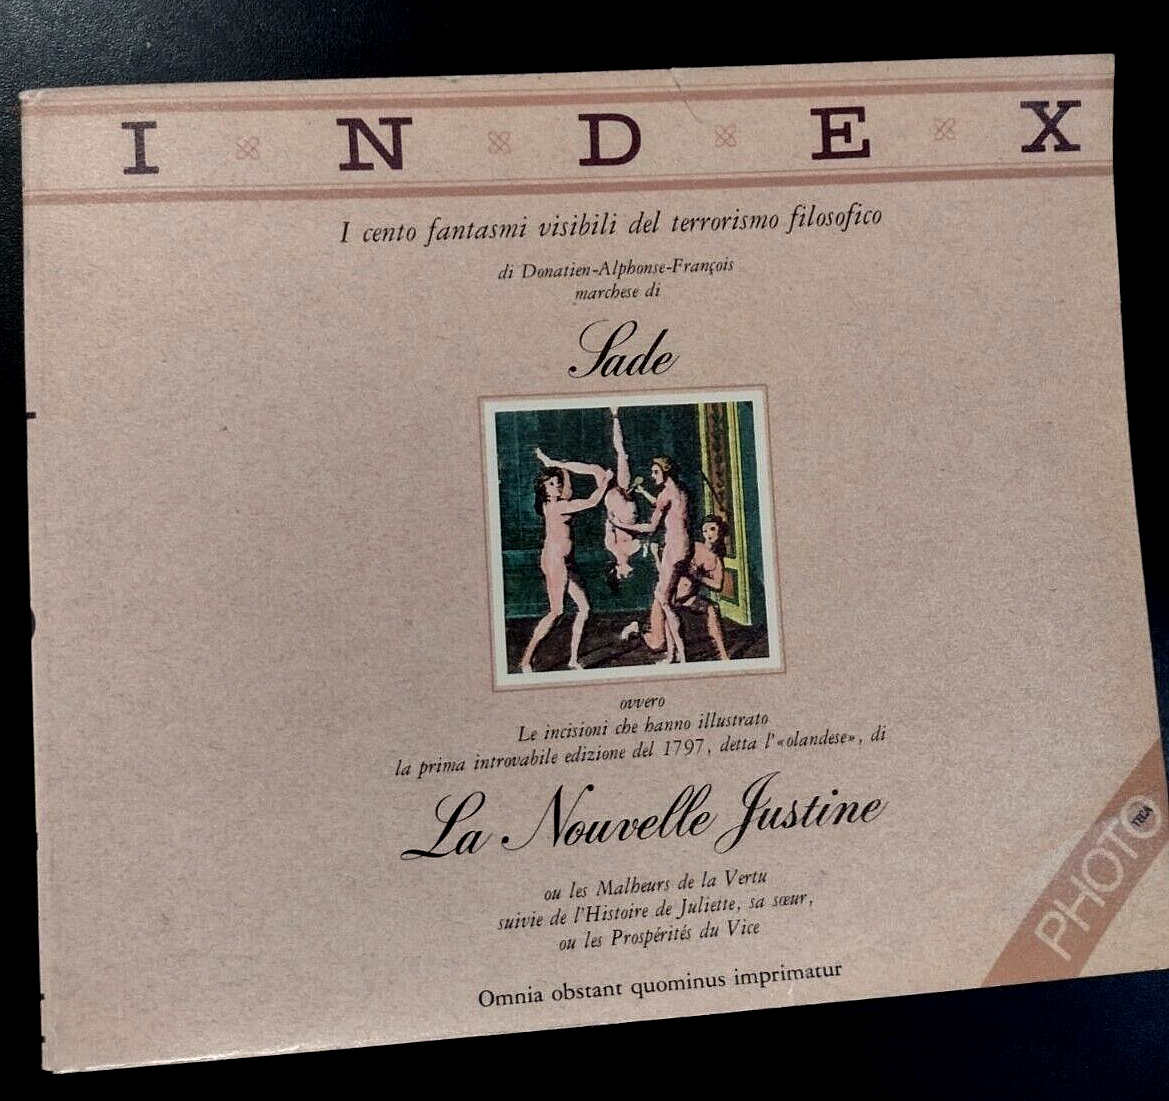 I N D E X
I cento fantasmi visibili del terrorismo filosofico
di Donatien-Alphonse-François
marchese di
Sade
ovvero
Le incisioni che hanno illustrato
la prima introvabile edizione del 1797, detta l'«olandese», di
La Nouvelle Justine
ou les Malheurs de la Vertu
suivie de l'Histoire de Juliette, sa sœur,
ou les Prospérités du Vice
Omnia obstant quominus imprimatur
PHOTO
TECA